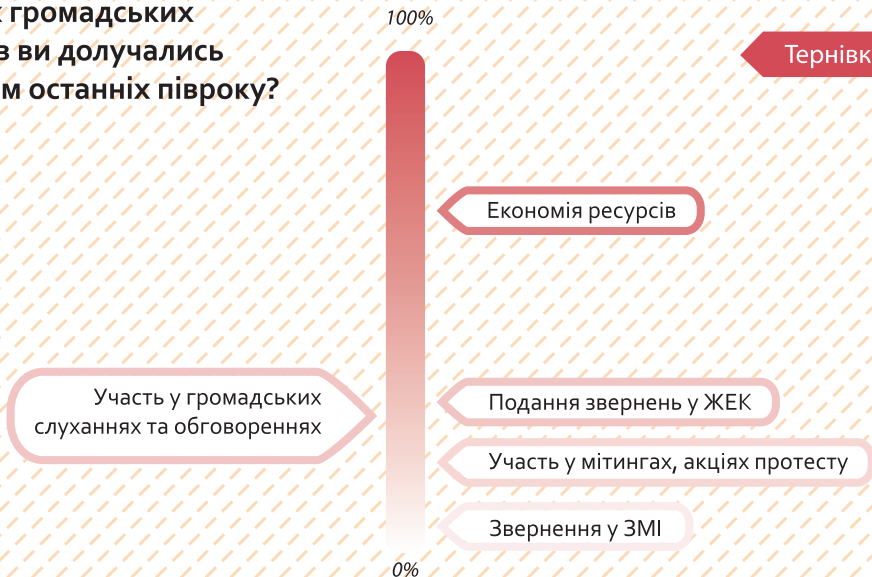 громадських
в ви долучались
м останніх півроку?
100%
Тернівк
Економія ресурсів
Участь у громадських
слуханнях та обговореннях
Подання звернень у ЖЕК
Участь у мітингах, акціях протесту
Звернення у ЗМІ
0%